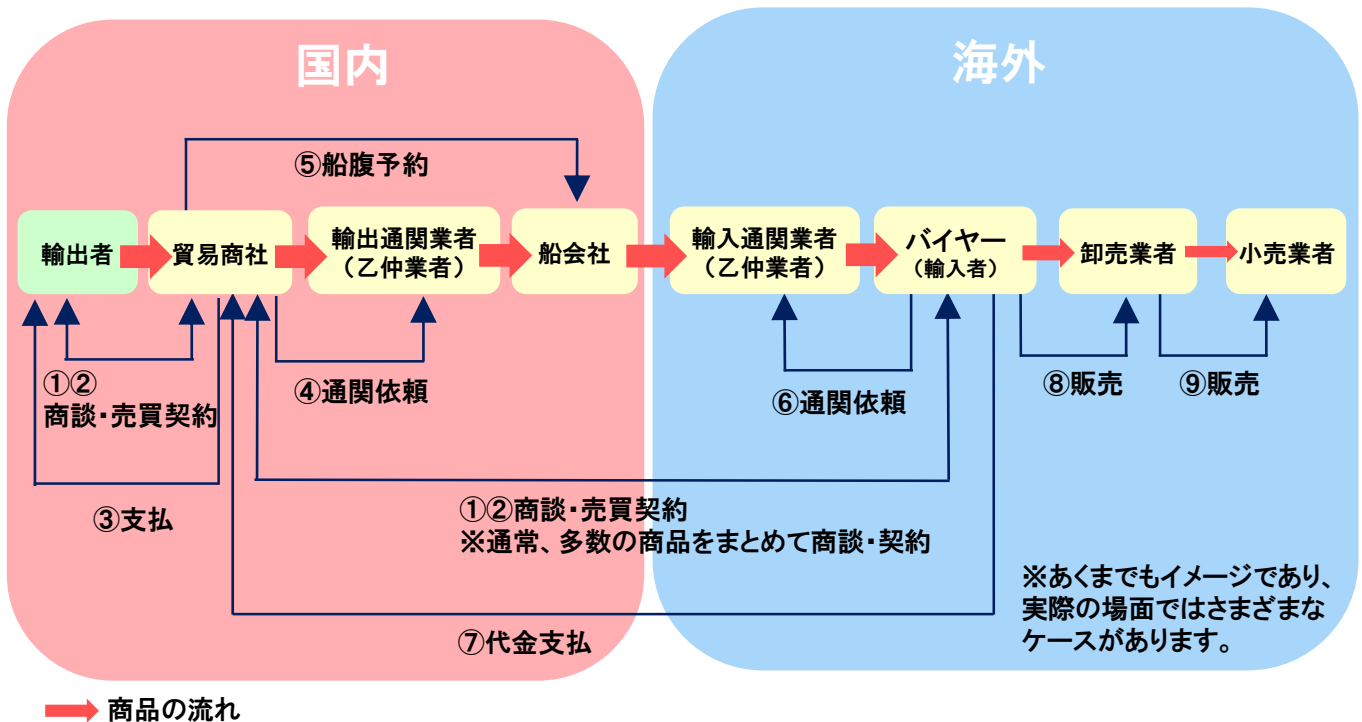 国内
海外
⑤船腹予約
輸出者
貿易商社
輸出通関業者
（乙仲業者）
船会社
輸入通関業者
（乙仲業者）
バイヤー
（輸入者）
卸売業者
小売業者
①②
商談・売買契約
④通関依頼
⑥通関依頼
⑧販売
⑨販売
③支払
①②商談・売買契約
※通常、多数の商品をまとめて商談・契約
※あくまでもイメージであり、
実際の場面ではさまざまな
ケースがあります。
⑦代金支払
商品の流れ